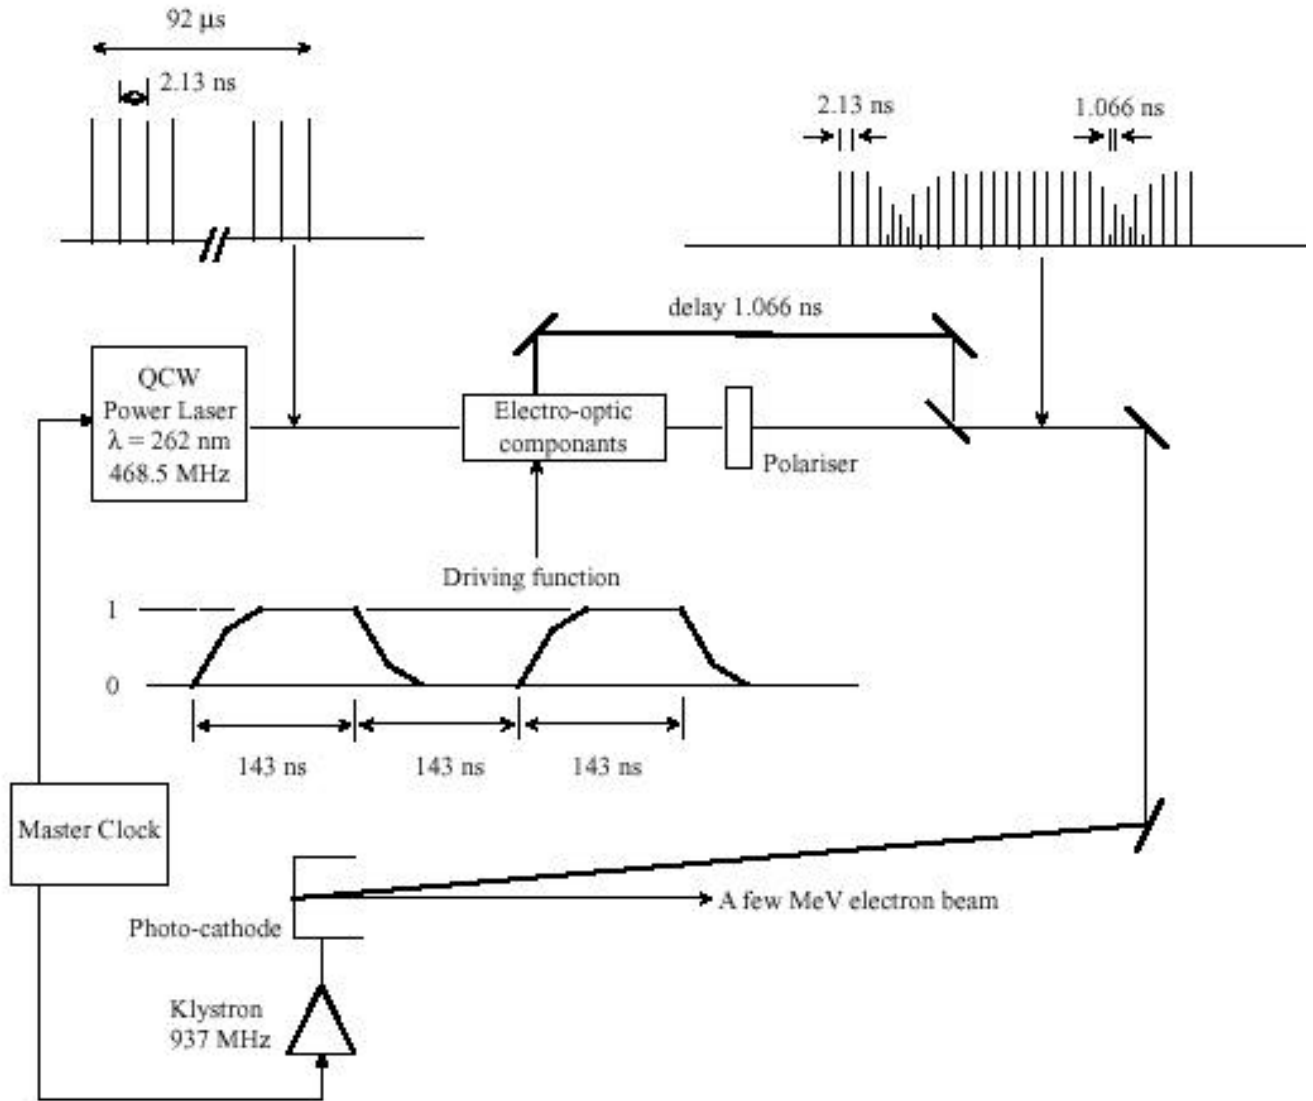 92 µs
2.13 ns
2.13 ns
1.066 ns
delay 1.066 ns
QCW
Power Laser
λ = 262 nm
468.5 MHz
Electro-optic
componants
Polariser
Driving function
1
0
143 ns
143 ns
143 ns
Master Clock
A few MeV electron beam
Photo-cathode
Klystron
937 MHz